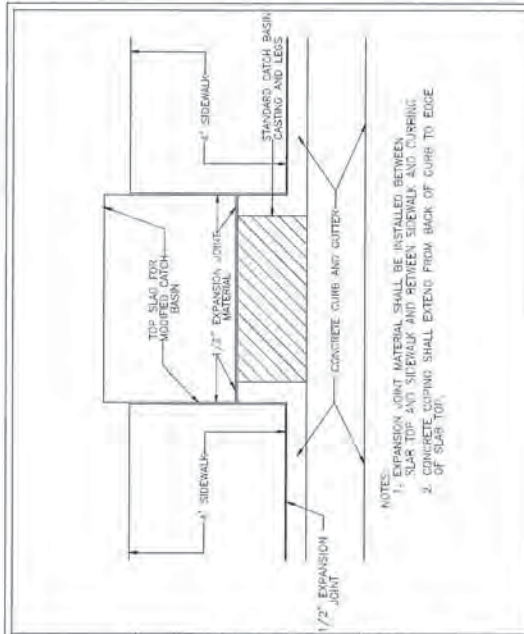 4' SIDEWALK
4' SIDEWALK
TOP SLAB FOR
MODIFIED CATCH
BASIN
1/2" EXPANSION JOINT
MATERIAL
STANDARD CATCH BASIN
CASTING AND LEGS
CONCRETE CURB AND GUTTER
1/2" EXPANSION
JOINT
NOTES:
1. EXPANSION JOINT MATERIAL SHALL BE INSTALLED BETWEEN
SLAB TOP AND SIDEWALK AND BETWEEN SIDEWALK AND CURBING
2. CONCRETE COPING SHALL EXTEND FROM BACK OF CURB TO EDGE
OF SLAB TOP.